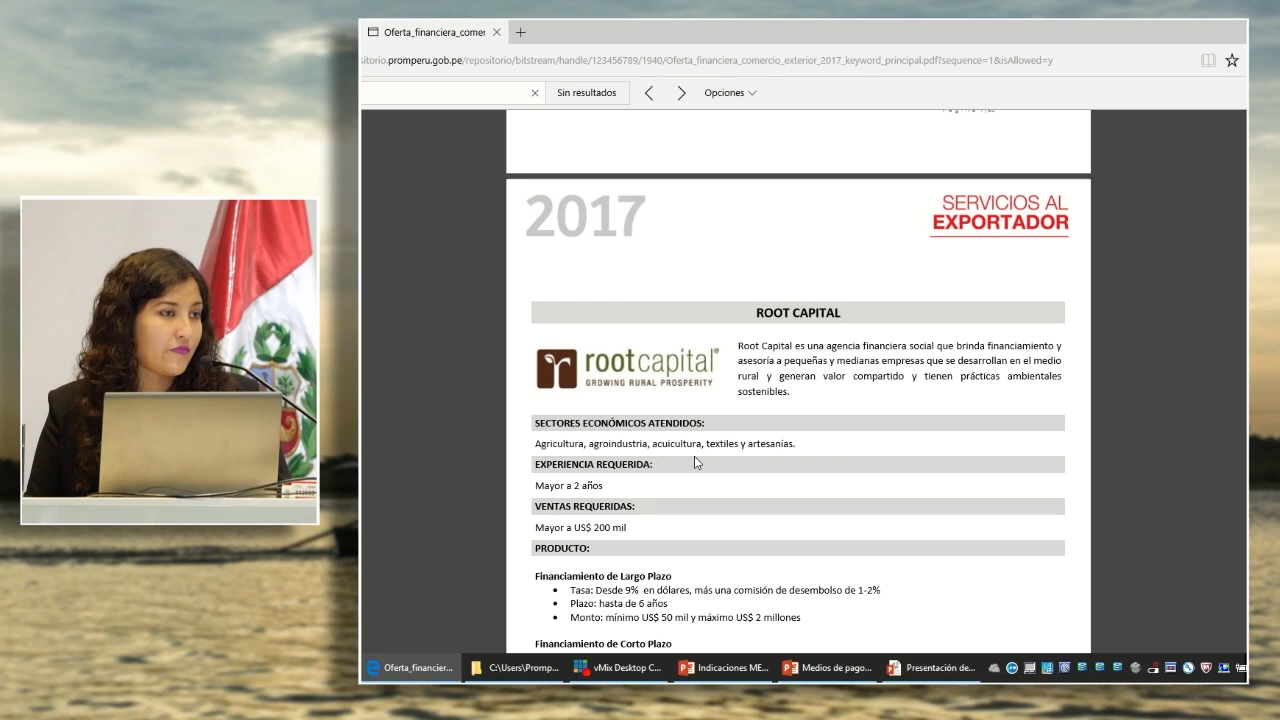 Oferta_financiera_comer
sitorio.promperu.gob.pe/repositorio/bitstream/handle/123456789/1940/Oferta_financiera_comercio_exterior_2017_keyword_principal.pdf?sequence=1&isAllowed=y
Sin resultados
Opciones
2017
SERVICIOS AL
EXPORTADOR
ROOT CAPITAL
rootcapital®
GROWING RURAL PROSPERITY
Root Capital es una agencia financiera social que brinda financiamiento y
asesoría a pequeñas y medianas empresas que se desarrollan en el medio
rural y generan valor compartido y tienen prácticas ambientales
sostenibles.
SECTORES ECONÓMICOS ATENDIDOS:
Agricultura, agroindustria, acuicultura, textiles y artesanías.
EXPERIENCIA REQUERIDA:
Mayor a 2 años
VENTAS REQUERIDAS:
Mayor a US$ 200 mil
PRODUCTO:
Financiamiento de Largo Plazo
• Tasa: Desde 9% en dólares, más una comisión de desembolso de 1-2%
• Plazo: hasta de 6 años
• Monto: mínimo US$ 50 mil y máximo US$ 2 millones
Financiamiento de Corto Plazo
Oferta_financier...
C:\Users\Promp...
vMix Desktop C...
Indicaciones ME...
Medios de pago...
Presentación de...